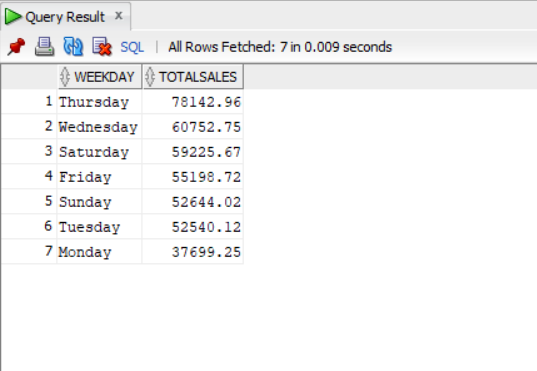 Query Result x
SQL | All Rows Fetched: 7 in 0.009 seconds
WEEKDAY TOTALSALES
1 Thursday 78142.96
2 Wednesday 60752.75
3 Saturday 59225.67
4 Friday 55198.72
5 Sunday 52644.02
6 Tuesday 52540.12
7 Monday 37699.25